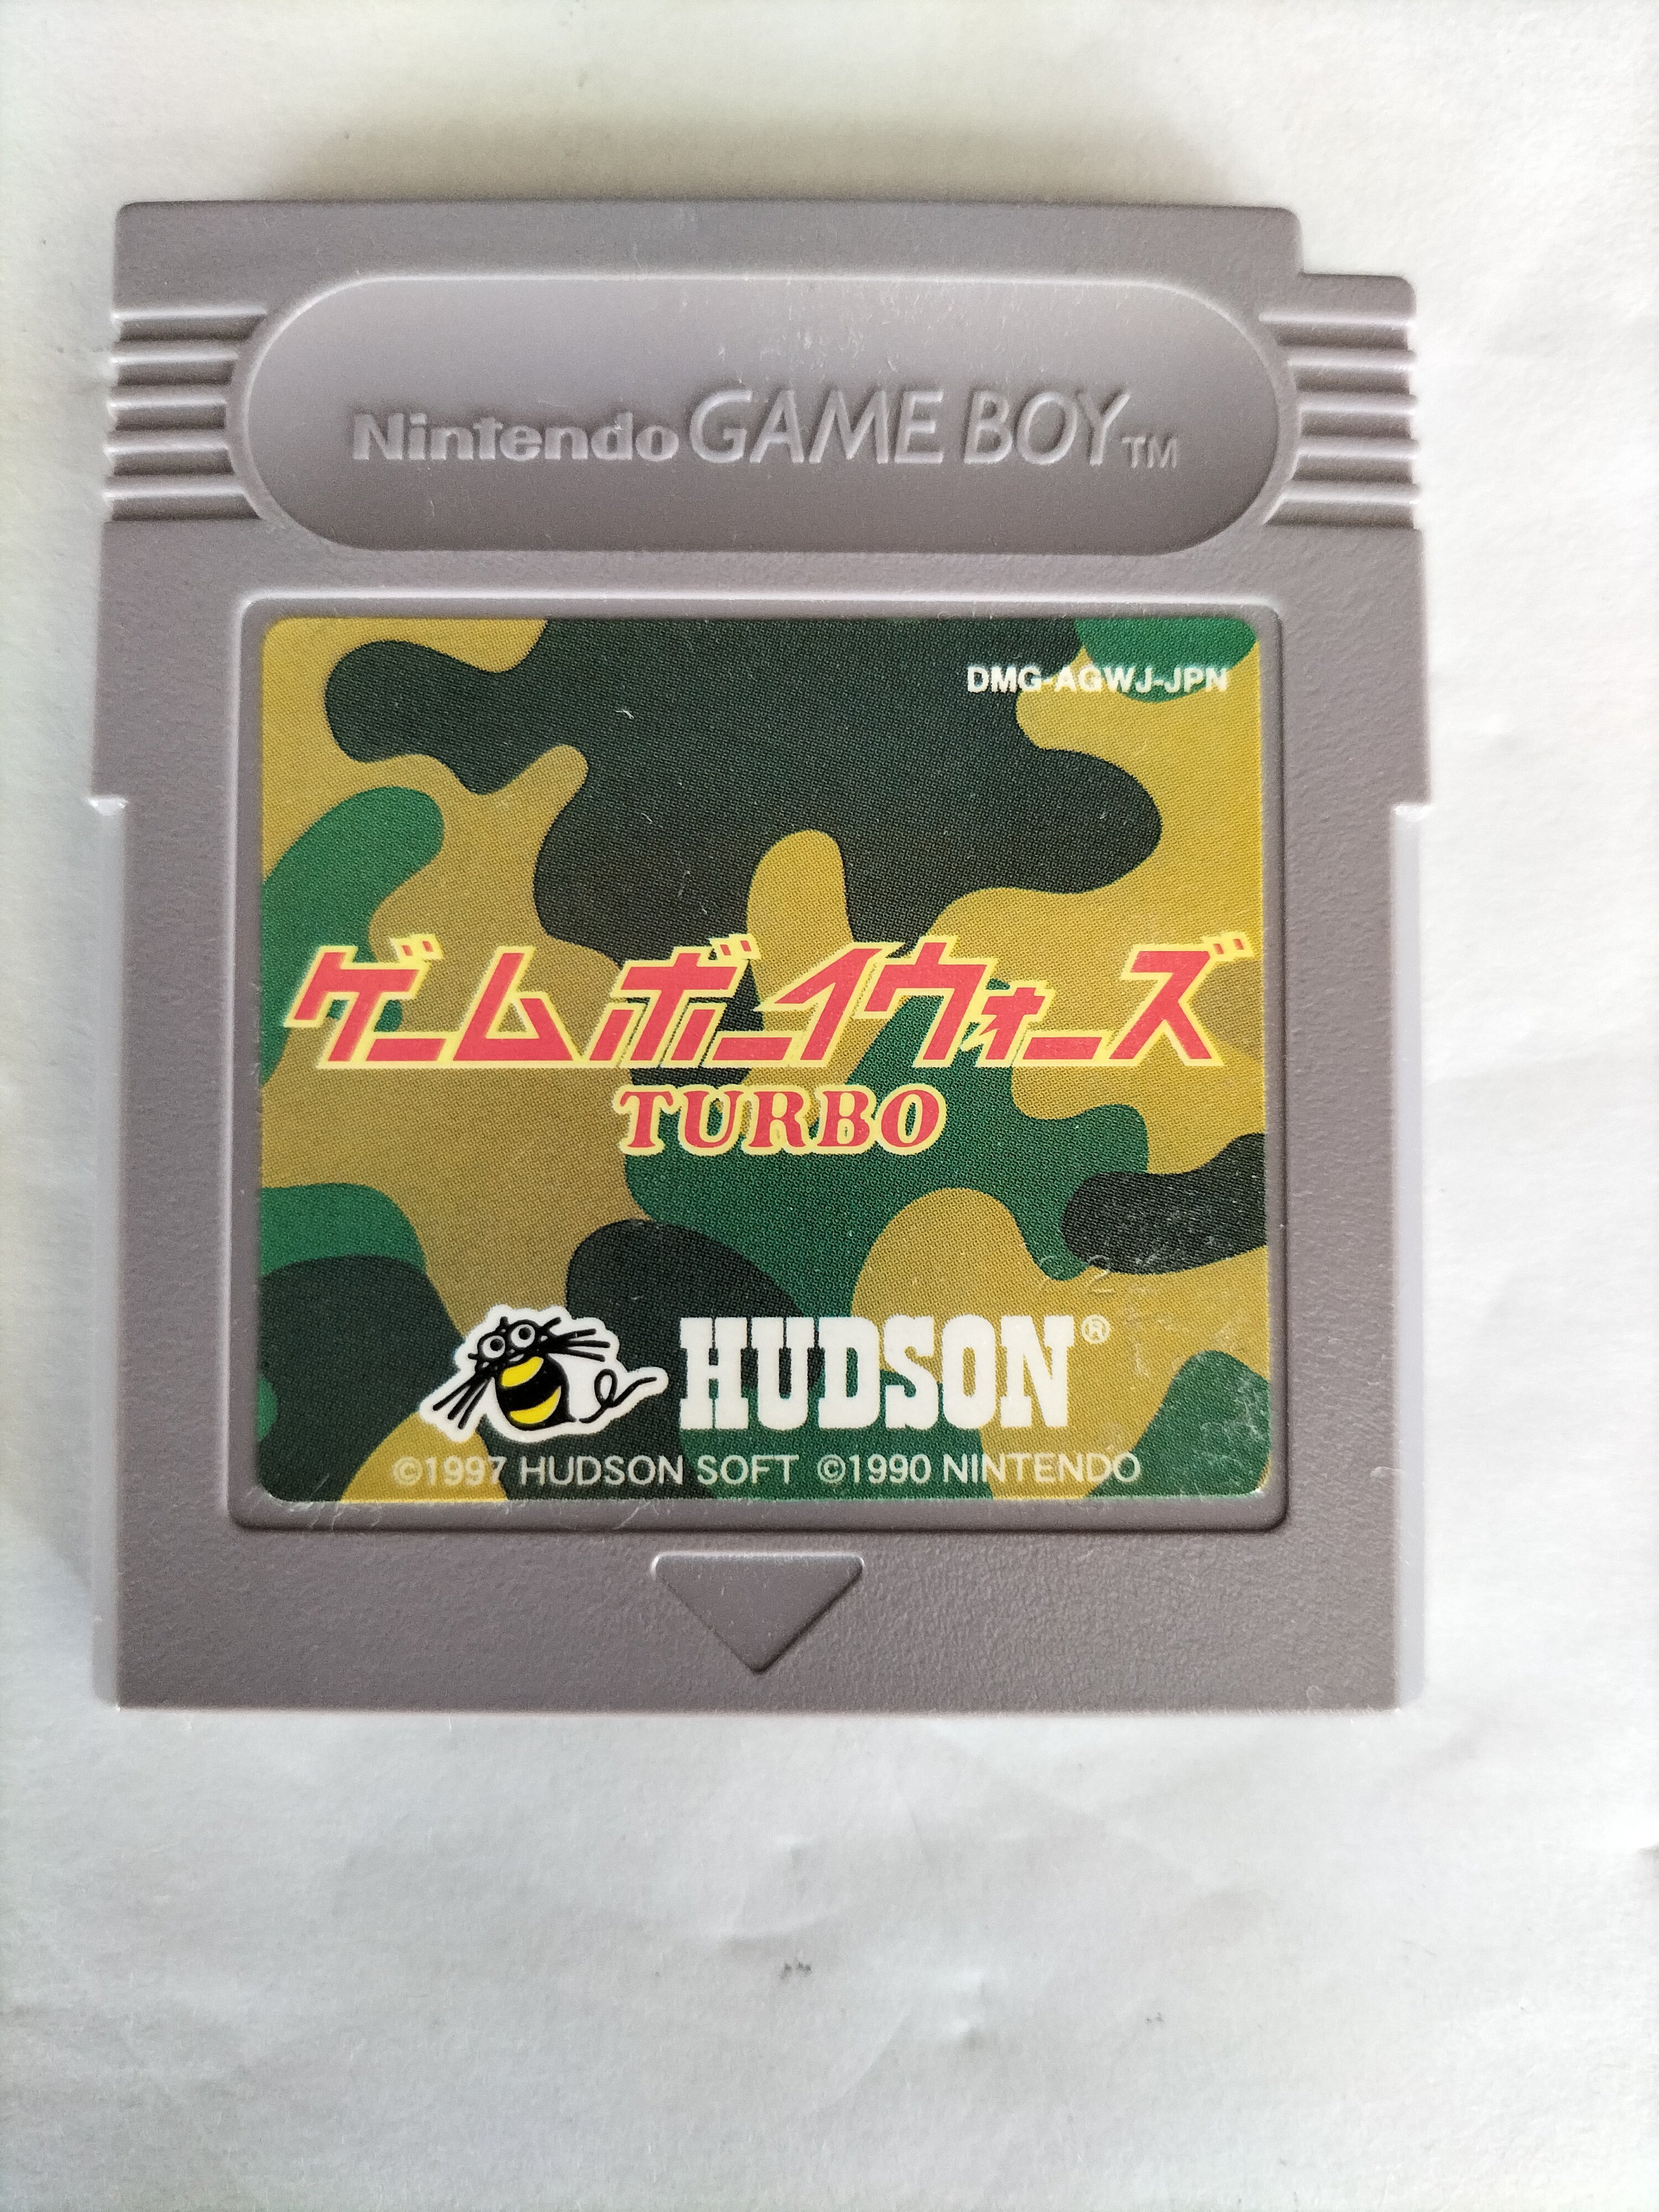 Nintendo GAME BOY™
DMG-AGWJ-JPN
ゲームボーイウォーズ
TURBO
HUDSON®
©1997 HUDSON SOFT ©1990 NINTENDO